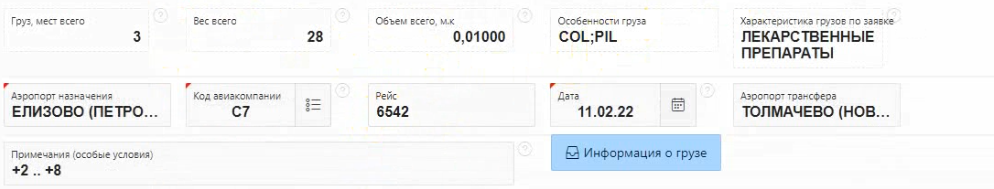 Груз, мест всего
3
Вес всего
28
Объем всего, м.к
0,01000
Особенности груза
COL;PIL
Характеристика грузов по заявке
ЛЕКАРСТВЕННЫЕ
ПРЕПАРАТЫ
Аэропорт назначения
ЕЛИЗОВО (ПЕТРО...
Код авиакомпании
С7
Рейс
6542
Дата
11.02.22
Аэропорт трансфера
ТОЛМАЧЕВО (НОВ...
Примечания (особые условия)
+2 .. +8
Информация о грузе